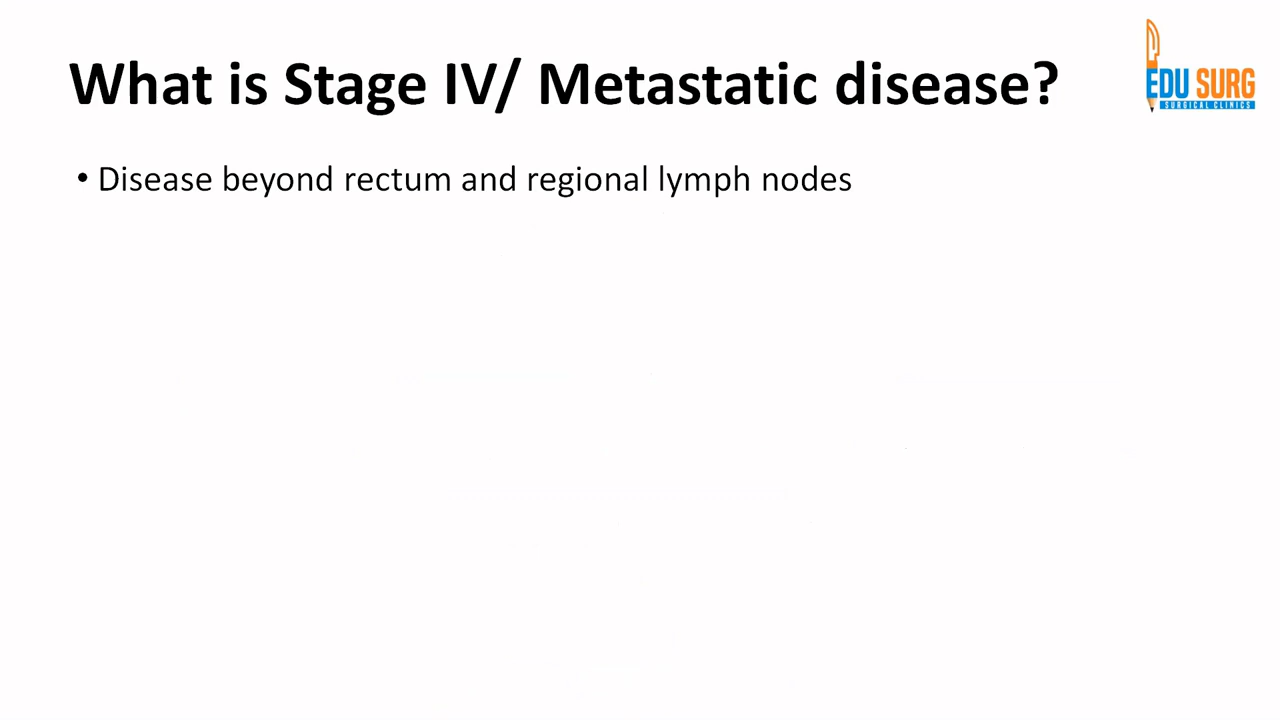 What is Stage IV/ Metastatic disease?
EDU SURG
SURGICAL CLINICS
• Disease beyond rectum and regional lymph nodes